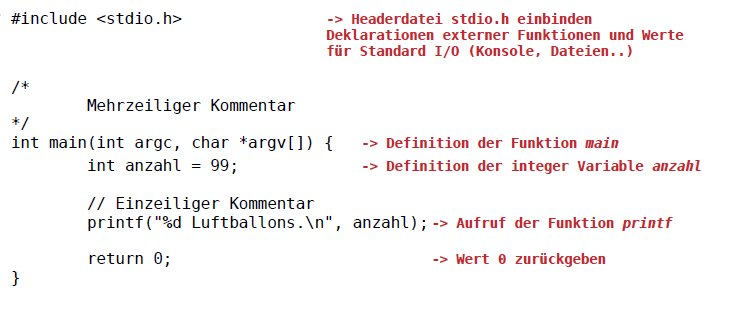 #include <stdio.h> -> Headerdatei stdio.h einbinden
Deklarationen externer Funktionen und Werte
für Standard I/O (Konsole, Dateien..)
/*
Mehrzeiliger Kommentar
*/
int main(int argc, char *argv[]) { -> Definition der Funktion main
int anzahl = 99; -> Definition der integer Variable anzahl
// Einzeiliger Kommentar
printf("%d Luftballons.\n", anzahl); -> Aufruf der Funktion printf
return 0; -> Wert 0 zurückgeben
}